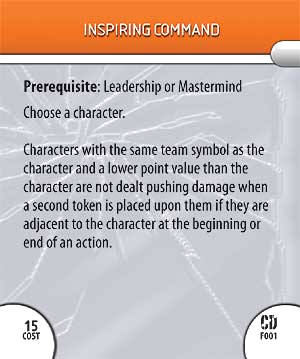 INSPIRING COMMAND
Prerequisite: Leadership or Mastermind
Choose a character.
Characters with the same team symbol as the
character and a lower point value than the
character are not dealt pushing damage when
a second token is placed upon them if they are
adjacent to the character at the beginning or
end of an action.
15
COST
CD
F001